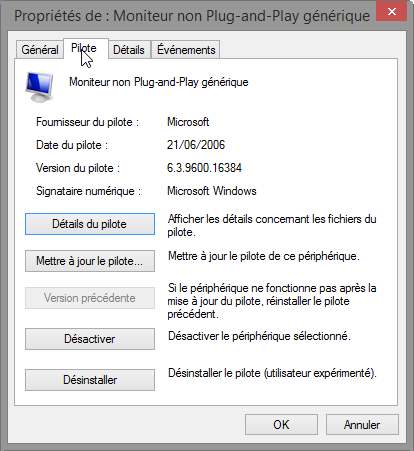 Propriétés de : Moniteur non Plug-and-Play générique
Général Pilote Détails Événements
Moniteur non Plug-and-Play générique
Fournisseur du pilote : Microsoft
Date du pilote : 21/06/2006
Version du pilote : 6.3.9600.16384
Signataire numérique : Microsoft Windows
Détails du pilote
Afficher les détails concernant les fichiers du
pilote.
Mettre à jour le pilote...
Mettre à jour le pilote de ce périphérique.
Version précédente
Si le périphérique ne fonctionne pas après la
mise à jour du pilote, réinstaller le pilote
précédent.
Désactiver
Désactiver le périphérique sélectionné.
Désinstaller
Désinstaller le pilote (utilisateur expérimenté).
OK Annuler